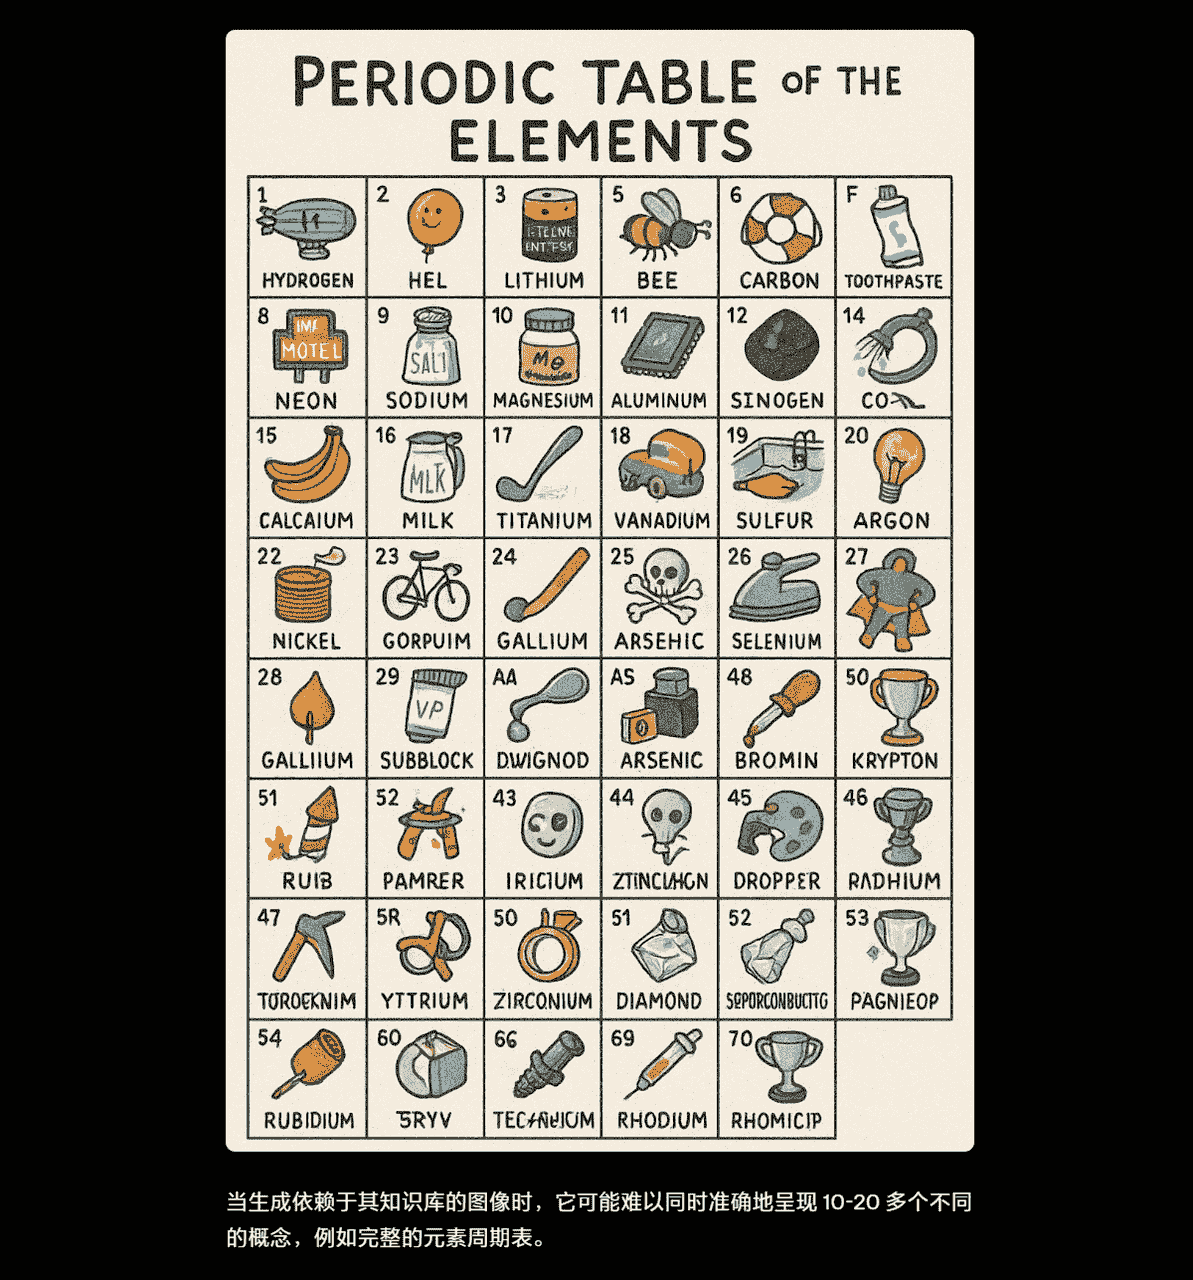 PERIODIC TABLE OF THE
ELEMENTS
1 2 3 5 6 F
HYDROGEN HEL LITHIUM BEE CARBON TOOTHPASTE
8 9 10 11 12 14
MOTEL SALT
NEON SODIUM MAGNESIUM ALUMINUM SINOGEN
15 16 17 18 19 20
MLK
CALCAIUM MILK TITANIUM VANADIUM SULFUR ARGON
22 23 24 25 26 27
NICKEL GORPUIM GALLIUM ARSEHIC SELENIUM
28 29 AA AS 48 50
VP
GALLIIUM SUBBLOCK DWIGNOD ARSENIC BROMIN KRYPTON
51 52 43 44 45 46
RUIB PAMRER IRICIUM DROPPER RADHIUM
47 5R 50 51 52 53
YTTRIUM ZIRCONIUM DIAMOND PAGNIEOP
54 60 66 69 70
RUBIDIUM 5RYV RHODIUM RHOMICIP
当生成依赖于其知识库的图像时，它可能难以同时准确地呈现 10-20 多个不同
的概念，例如完整的元素周期表。